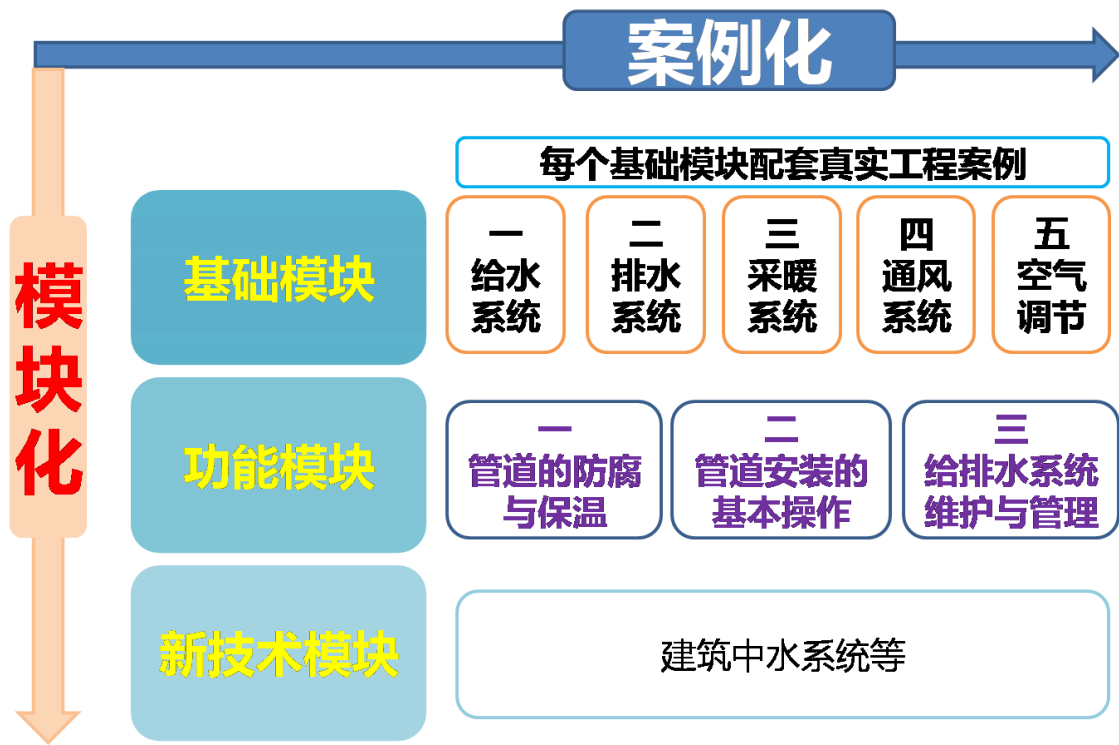 案例化
模块化
每个基础模块配套真实工程案例
基础模块
一
给水
系统
二
排水
系统
三
采暖
系统
四
通风
系统
五
空气
调节
功能模块
一
管道的防腐
与保温
二
管道安装的
基本操作
三
给排水系统
维护与管理
新技术模块
建筑中水系统等